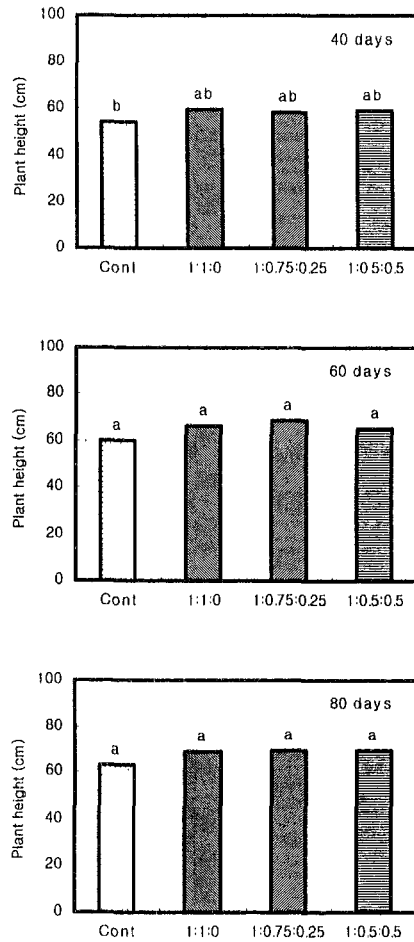 100
40 days
80
60
40
20
0
Plant height (cm)
b
ab
ab
ab
Cont
1:1:0
1:0.75:0.25
1:0.5:0.5
100
60 days
80
60
40
20
0
Plant height (cm)
a
a
a
a
Cont
1:1:0
1:0.75:0.25
1:0.5:0.5
100
80 days
80
60
40
20
0
Plant height (cm)
a
a
a
a
Cont
1:1:0
1:0.75:0.25
1:0.5:0.5